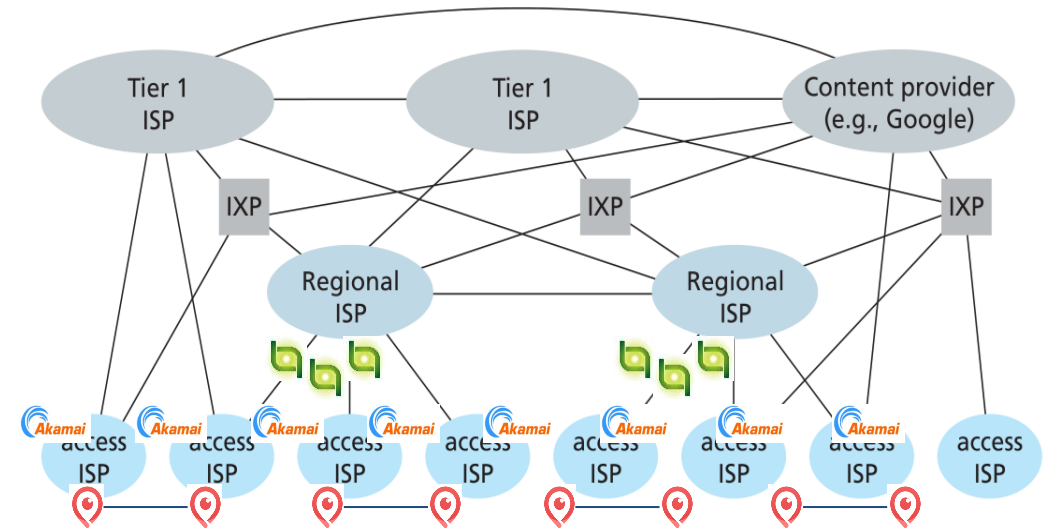 Tier 1
ISP
Tier 1
ISP
Content provider
(e.g., Google)
IXP
IXP
IXP
Regional
ISP
Regional
ISP
Akamai
Akamai
Akamai
Akamai
Akamai
Akamai
Akamai
Akamai
access
ISP
access
ISP
access
ISP
access
ISP
access
ISP
access
ISP
access
ISP
access
ISP